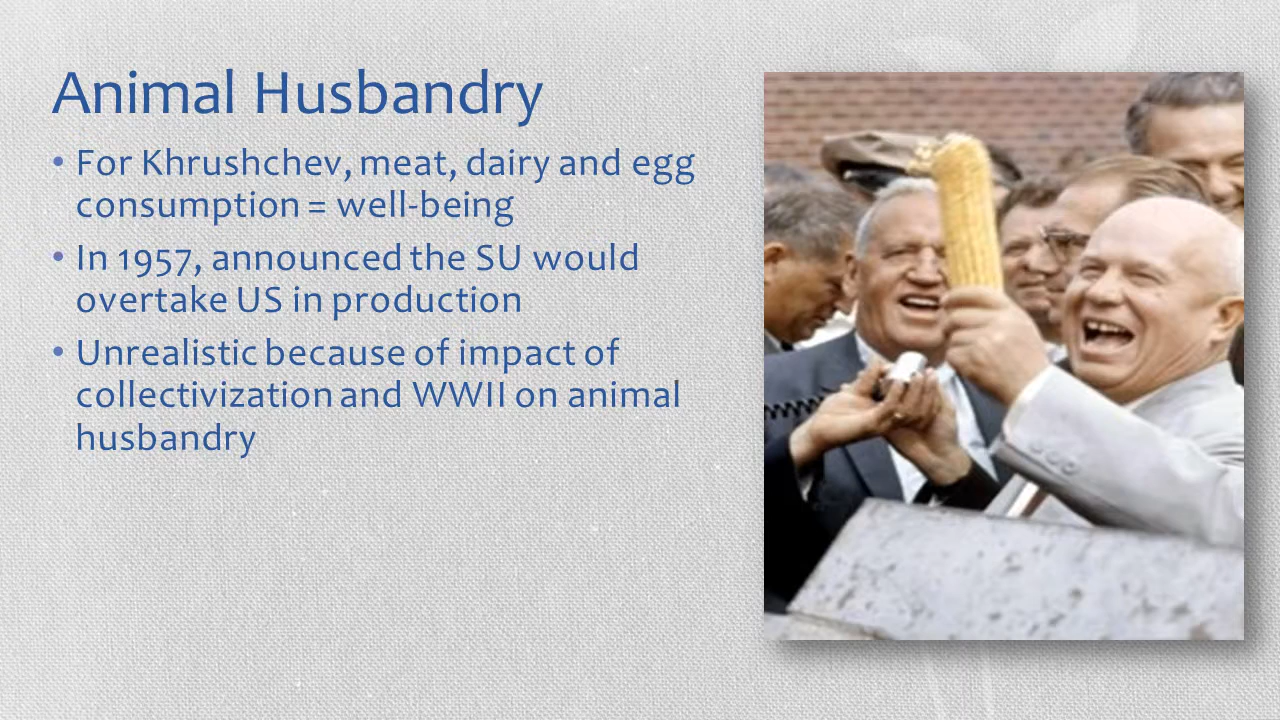 Animal Husbandry
• For Khrushchev, meat, dairy and egg
consumption = well-being
• In 1957, announced the SU would
overtake US in production
• Unrealistic because of impact of
collectivization and WWII on animal
husbandry